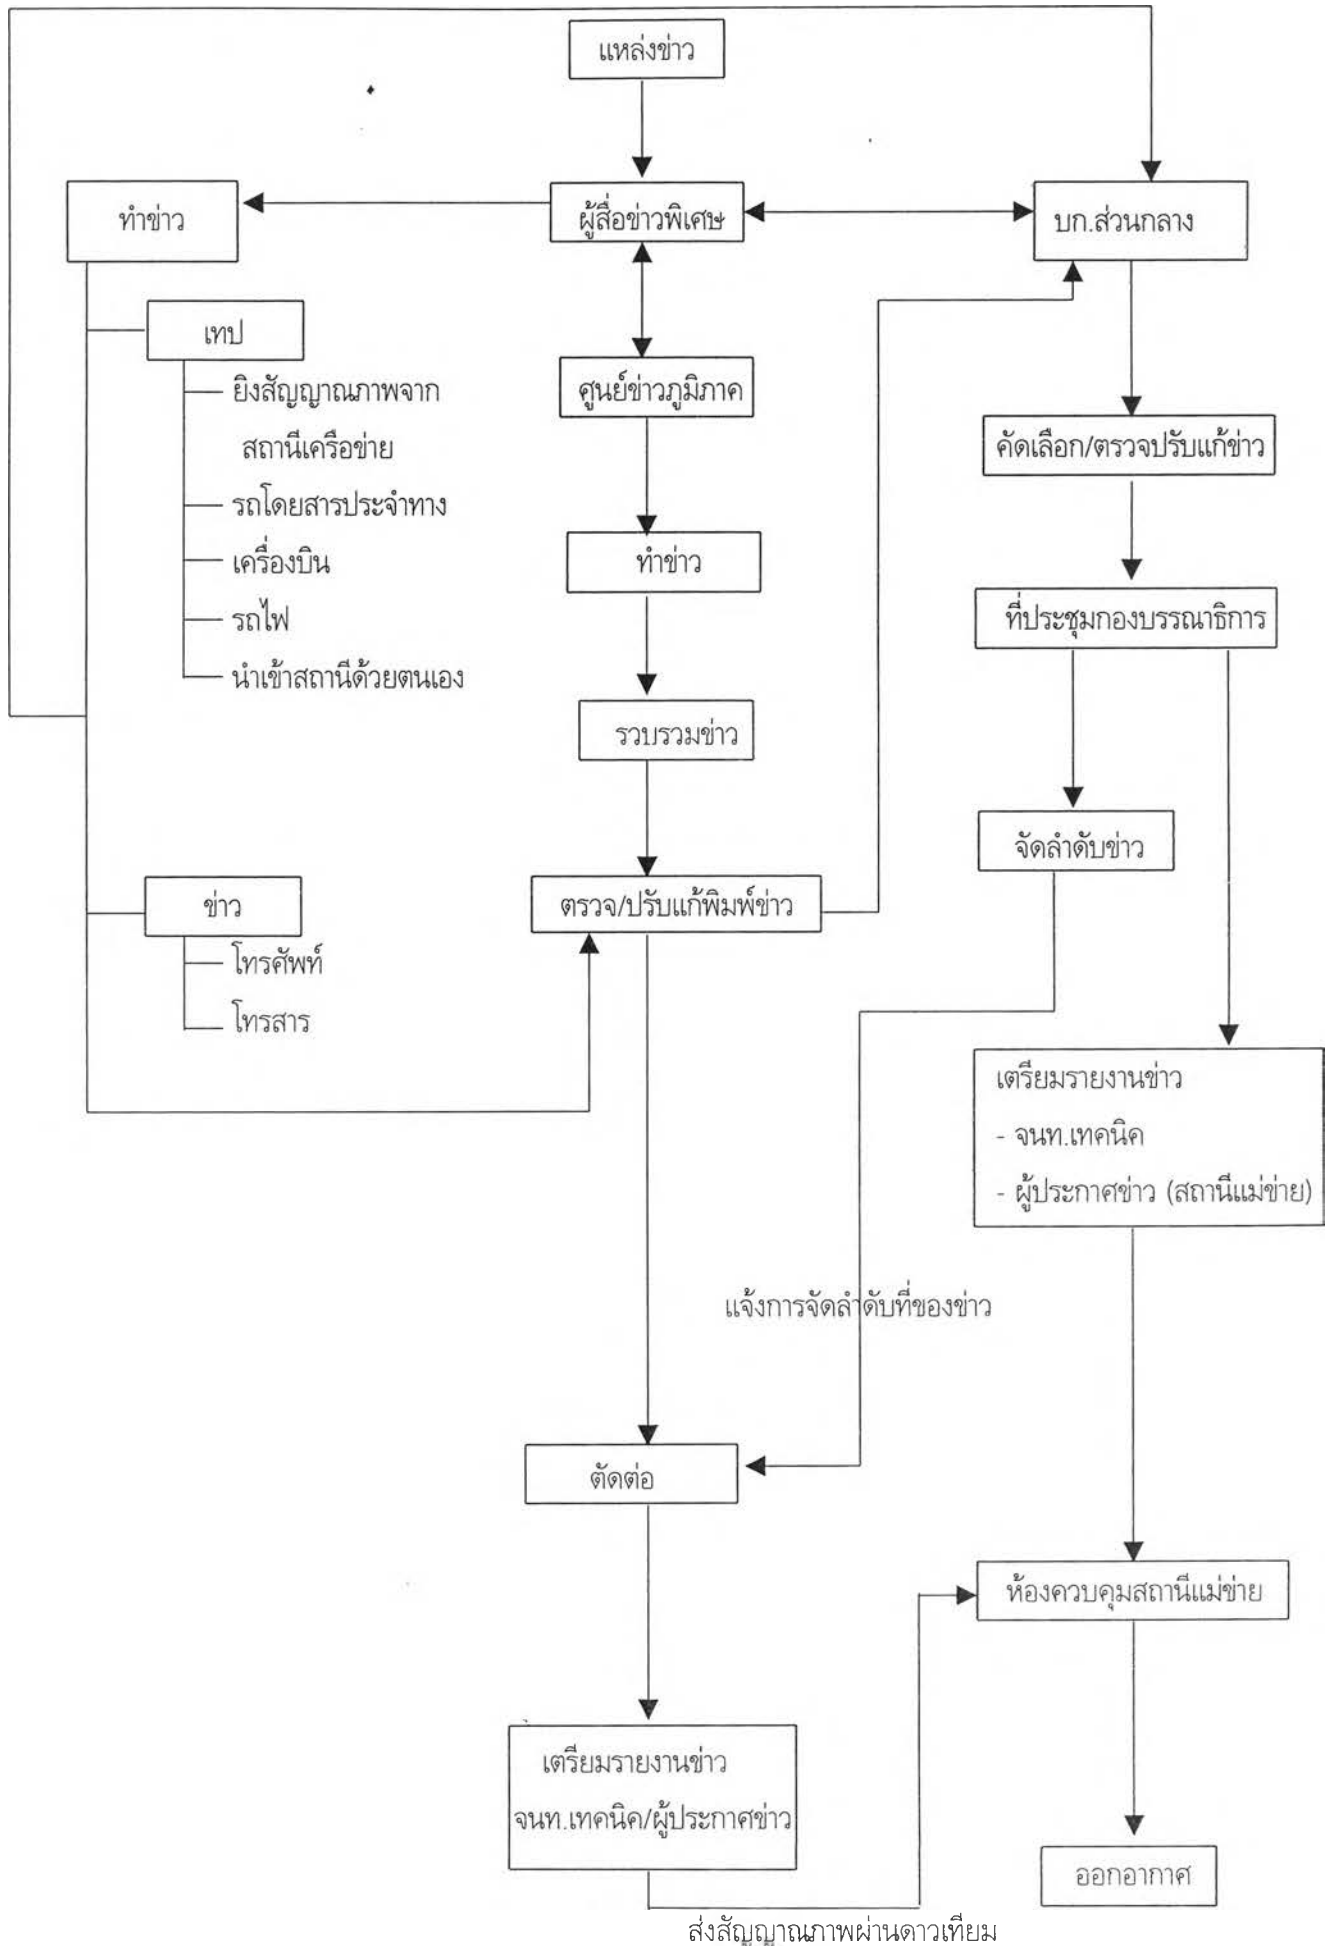 แหล่งข่าว
ทำข่าว
ผู้สื่อข่าวพิเศษ
บก.ส่วนกลาง
เทป
ยิงสัญญาณภาพจาก
สถานีเครือข่าย
รถโดยสารประจำทาง
เครื่องบิน
รถไฟ
นำเข้าสถานีด้วยตนเอง
ศูนย์ข่าวภูมิภาค
คัดเลือก/ตรวจปรับแก้ข่าว
ทำข่าว
ที่ประชุมกองบรรณาธิการ
รวบรวมข่าว
จัดลำดับข่าว
ข่าว
โทรศัพท์
โทรสาร
ตรวจ/ปรับแก้พิมพ์ข่าว
เตรียมรายงานข่าว
- จนท.เทคนิค
- ผู้ประกาศข่าว (สถานีแม่ข่าย)
แจ้งการจัดลำดับที่ของข่าว
ตัดต่อ
ห้องควบคุมสถานีแม่ข่าย
เตรียมรายงานข่าว
จนท.เทคนิค/ผู้ประกาศข่าว
ออกอากาศ
ส่งสัญญาณภาพผ่านดาวเทียม